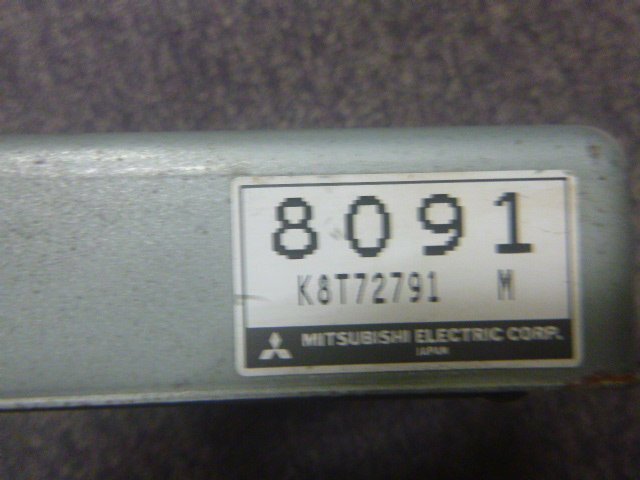 8091
K8T72791 M
MITSUBISHI ELECTRIC CORP.
JAPAN